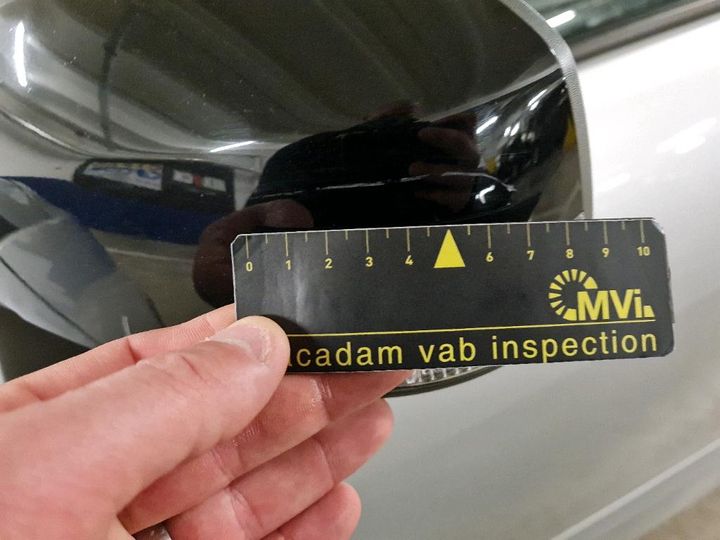 0 1 2 3 4 6 7 8 9 10
MVi
acadam vab inspection